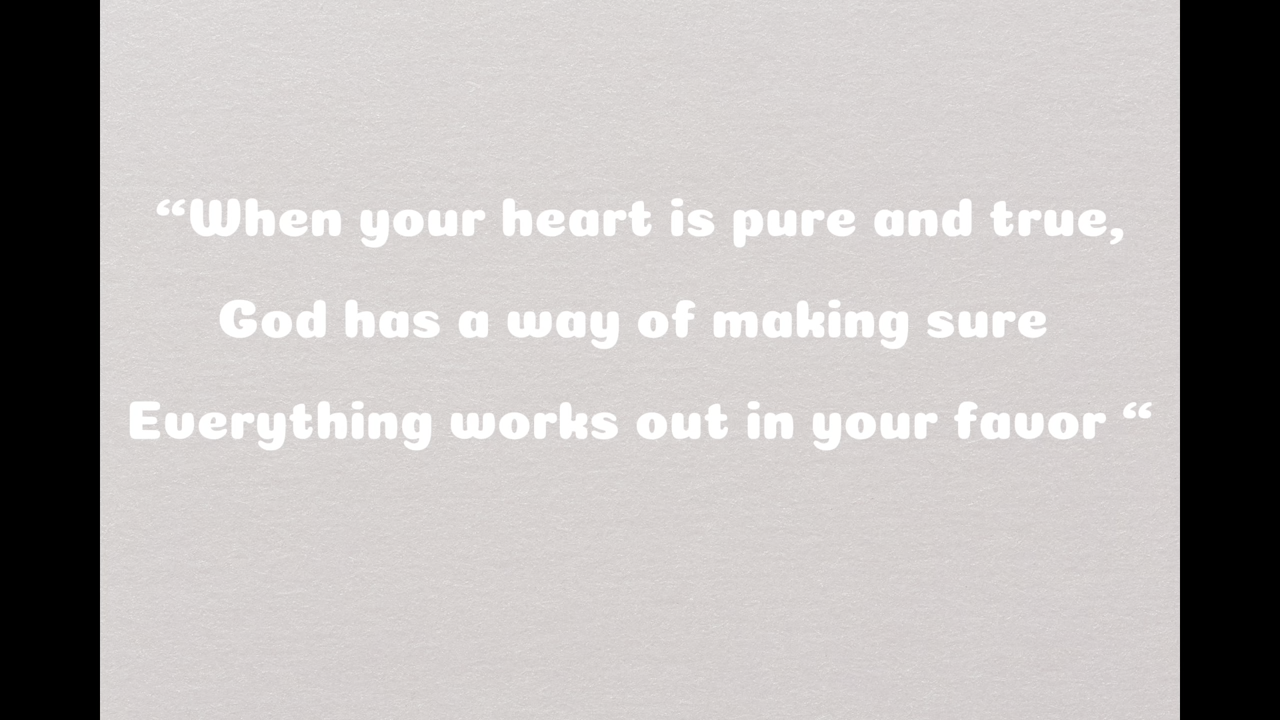 “When your heart is pure and true,
God has a way of making sure
Everything works out in your favor “